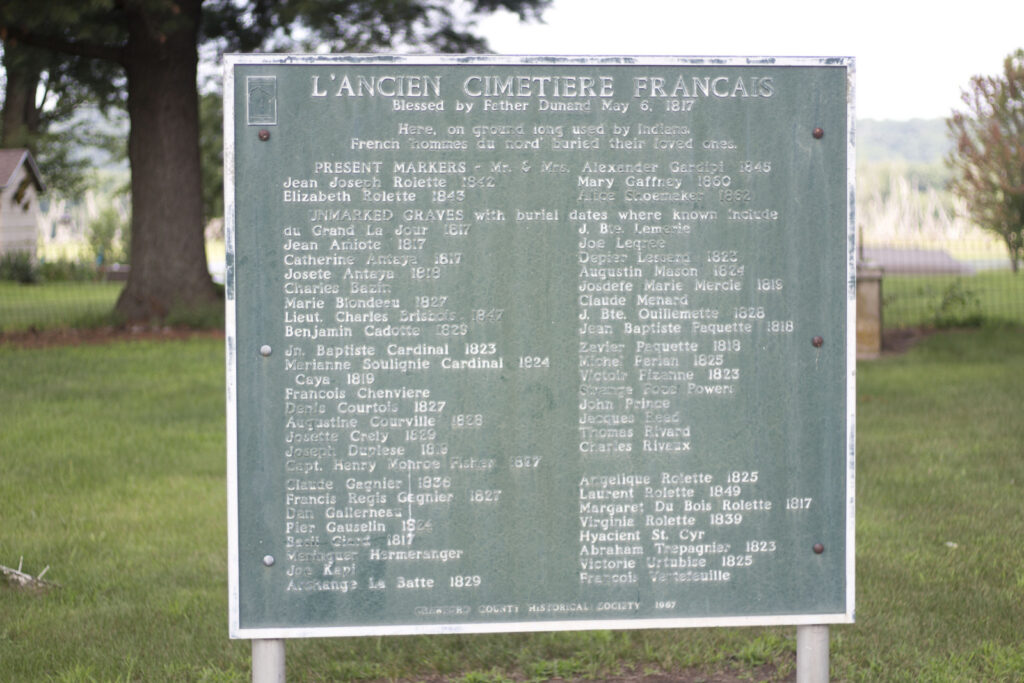 L'ANCIEN CIMETIERE FRANCAIS
Blessed by Father Dunand May 6, 1817
Here, on ground long used by Indians,
French 'hommes du nord' buried their loved ones.
PRESENT MARKERS - Mr. & Mrs. Alexander Gardipi 1845
Jean Joseph Rolette 1842
Elizabeth Rolette 1843
Mary Gaffney 1860
Alice Shoemaker 1862
UNMARKED GRAVES with burial dates where known include
du Grand La Jour 1817
Jean Amiote 1817
Catherine Antaya 1817
Josete Antaya 1818
Charles Bazin
Marie Blondeau 1827
Lieut. Charles Brisbois 1847
Benjamin Cadotte 1829
Jn. Baptiste Cardinal 1823
Marianne Soulignie Cardinal 1824
Caya 1819
Francois Chenviere
Denis Courtois 1827
Augustine Courville 1828
Josette Crely 1829
Joseph Duplese 1819
Capt. Henry Monroe Fisher 1827
Claude Gagnier 1836
Francis Regis Gagnier 1827
Dan Gallerneau
Pier Gauselin 1824
Basil Giard 1817
Hermeranger
Joe Kapi
Archange La Batte 1829
J. Bte. Lemerie
Joe Leqree
Depier 1823
Augustin Mason 1824
Josdefe Marie Mercie 1819
Claude Menard
J. Bte. Ouillemette 1828
Jean Baptiste Paquette 1818
Zavier Paquette 1818
Michel Perian 1825
Victoir Pizanne 1823
Strange Poos Powers
John Prince
Jacques Read
Thomas Rivard
Charles Rivaux
Angelique Rolette 1825
Laurent Rolette 1849
Margaret Du Bois Rolette 1817
Virginia Rolette 1839
Hyacient St. Cyr
Abraham Trepagnier 1823
Victorie Urtubise 1825
Francois Vertefeuille
CRAWFORD COUNTY HISTORICAL SOCIETY 1967